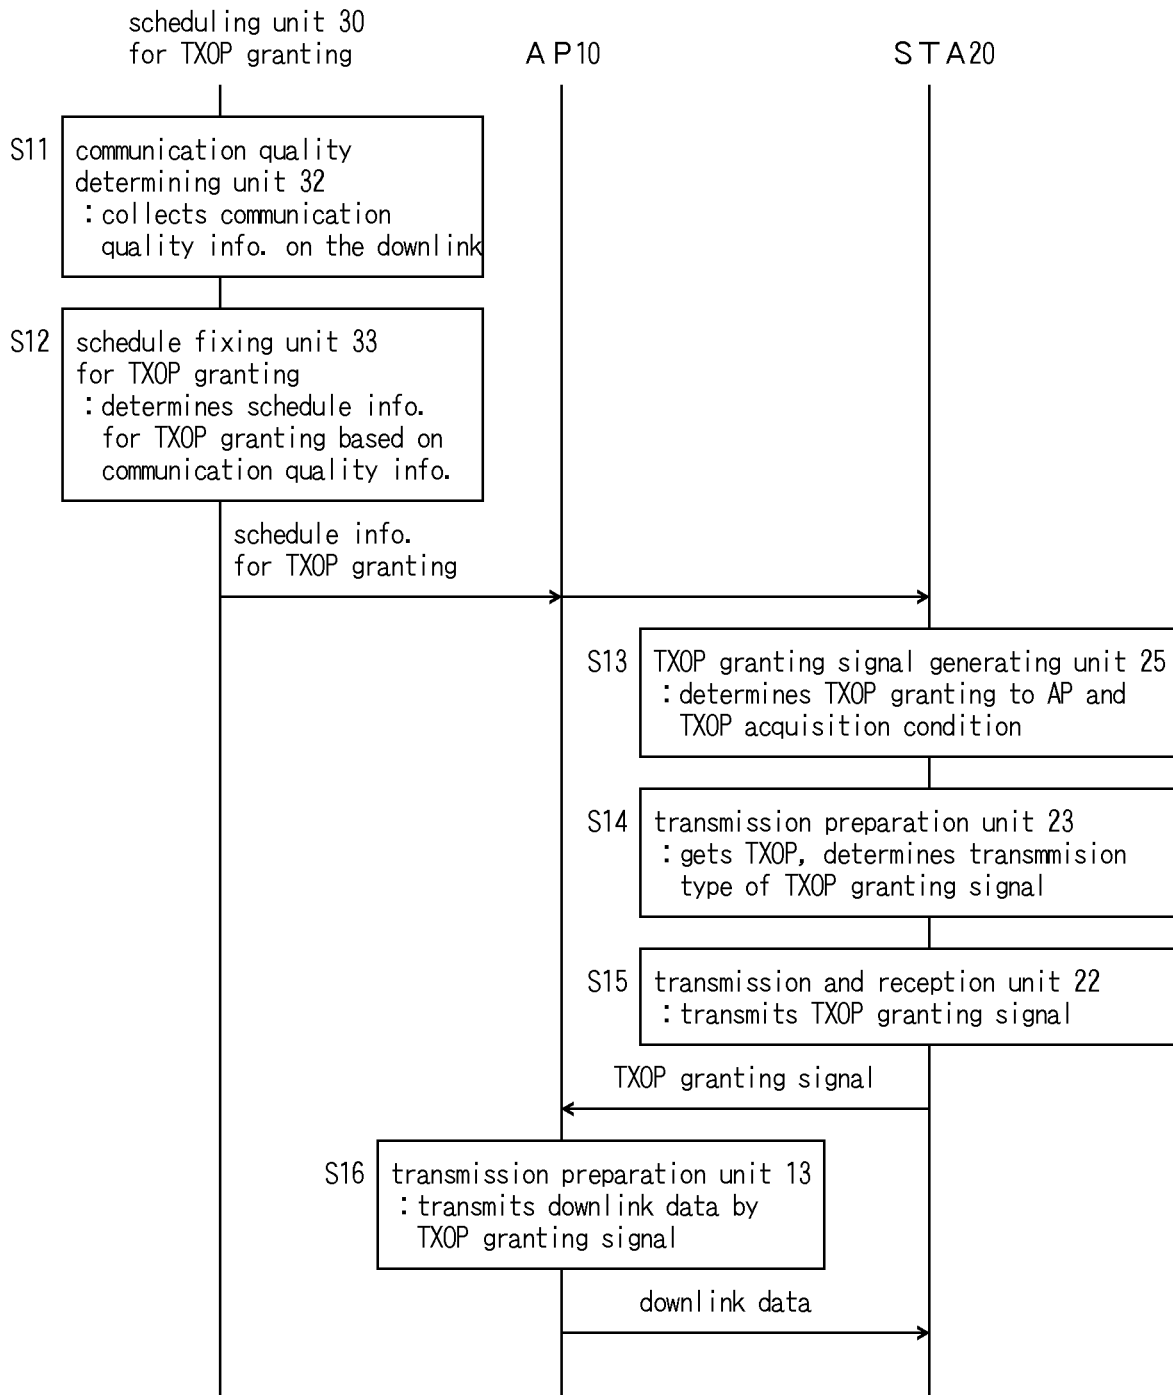 scheduling unit 30
for TXOP granting
AP10
STA20
S11
communication quality
determining unit 32
:collects communication
quality info. on the downlink
S12
schedule fixing unit 33
for TXOP granting
:determines schedule info.
for TXOP granting based on
communication quality info.
schedule info.
for TXOP granting
S13
TXOP granting signal generating unit 25
:determines TXOP granting to AP and
TXOP acquisition condition
S14
transmission preparation unit 23
:gets TXOP, determines transmmision
type of TXOP granting signal
S15
transmission and reception unit 22
:transmits TXOP granting signal
TXOP granting signal
S16
transmission preparation unit 13
:transmits downlink data by
TXOP granting signal
downlink data